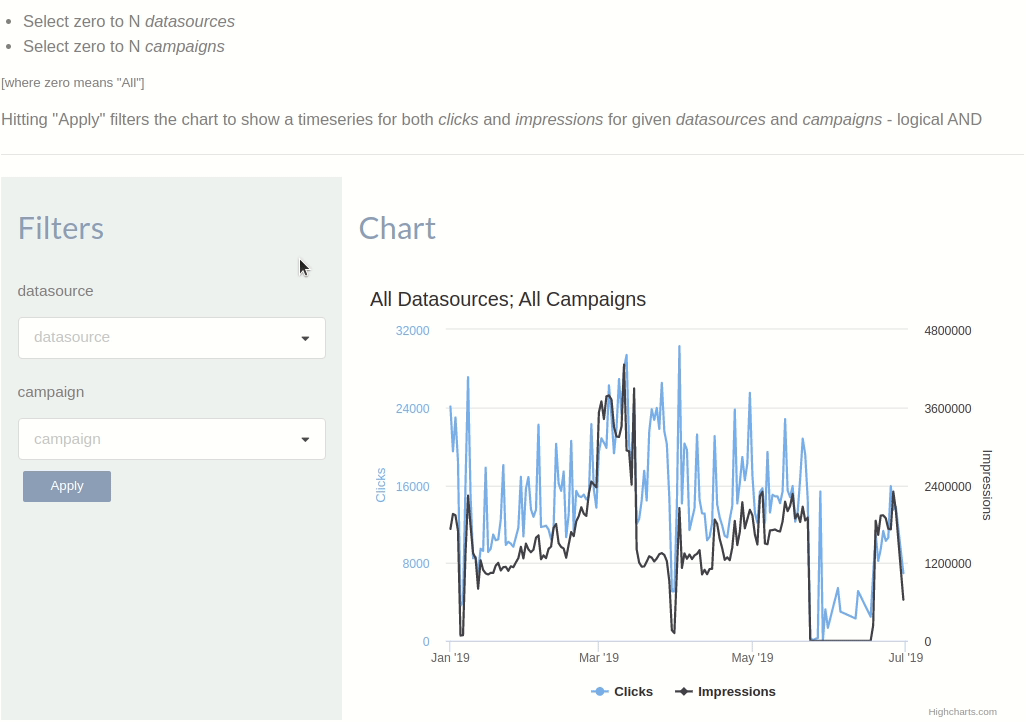 Select zero to N datasources
Select zero to N campaigns
[where zero means "All"]
Hitting "Apply" filters the chart to show a timeseries for both clicks and impressions for given datasources and campaigns - logical AND
Filters
Chart
datasource
datasource
campaign
campaign
Apply
All Datasources; All Campaigns
32000
24000
16000
8000
0
Clicks
4800000
3600000
2400000
1200000
0
Impressions
Jan '19
Mar '19
May '19
Jul '19
Clicks
Impressions
Highcharts.com